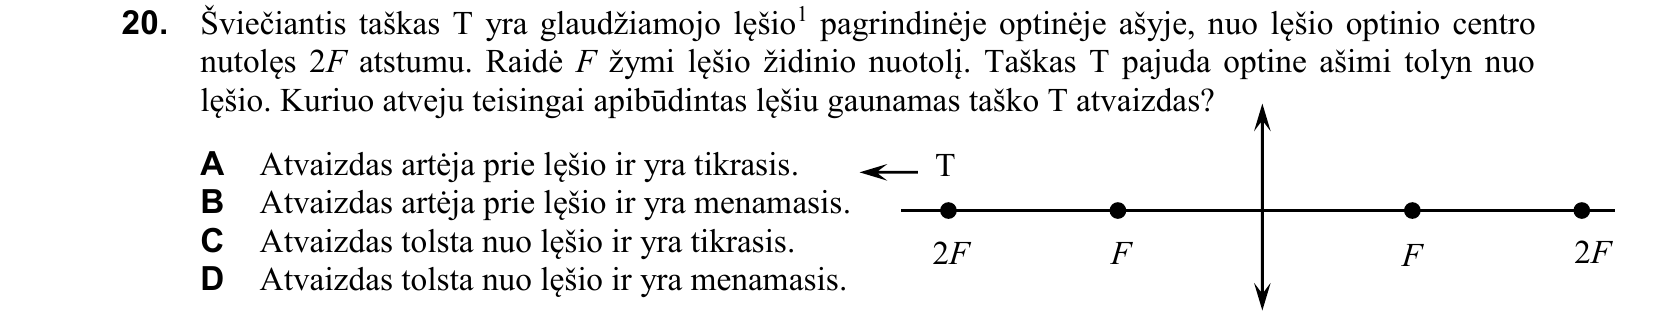 20. Šviečiantis taškas T yra glaudžiamojo lęšio¹ pagrindinėje optinėje ašyje, nuo lęšio optinio centro
nutolęs 2F atstumu. Raidė F žymi lęšio židinio nuotolį. Taškas T pajuda optine ašimi tolyn nuo
lęšio. Kuriuo atveju teisingai apibūdintas lęšiu gaunamas taško T atvaizdas?
A Atvaizdas artėja prie lęšio ir yra tikrasis.
B Atvaizdas artėja prie lęšio ir yra menamasis.
C Atvaizdas tolsta nuo lęšio ir yra tikrasis.
D Atvaizdas tolsta nuo lęšio ir yra menamasis.
T
2F F F 2F